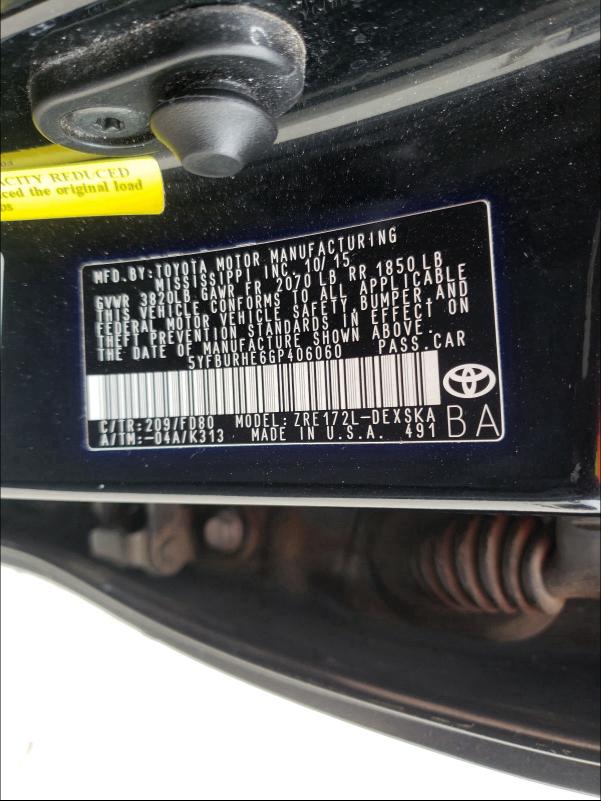 ACITY REDUCED
ced the original load
MFD.BY:TOYOTA MOTOR MANUFACTURING
MISSISSIPPI INC. 10/15
GVWR 3820LB GAWR FR 2070 LB RR 1850 LB
THIS VEHICLE CONFORMS TO ALL APPLICABLE
FEDERAL MOTOR VEHICLE SAFETY,BUMPER,AND
THEFT PREVENTION STANDARDS IN EFFECT ON
THE DATE OF MANUFACTURE SHOWN ABOVE.
5YFBURHE6GP406060 PASS.CAR
C/TR:209/FD80 MODEL:ZRE172L-DEXSKA
A/TM:-04A/K313 MADE IN U.S.A. 491 BA